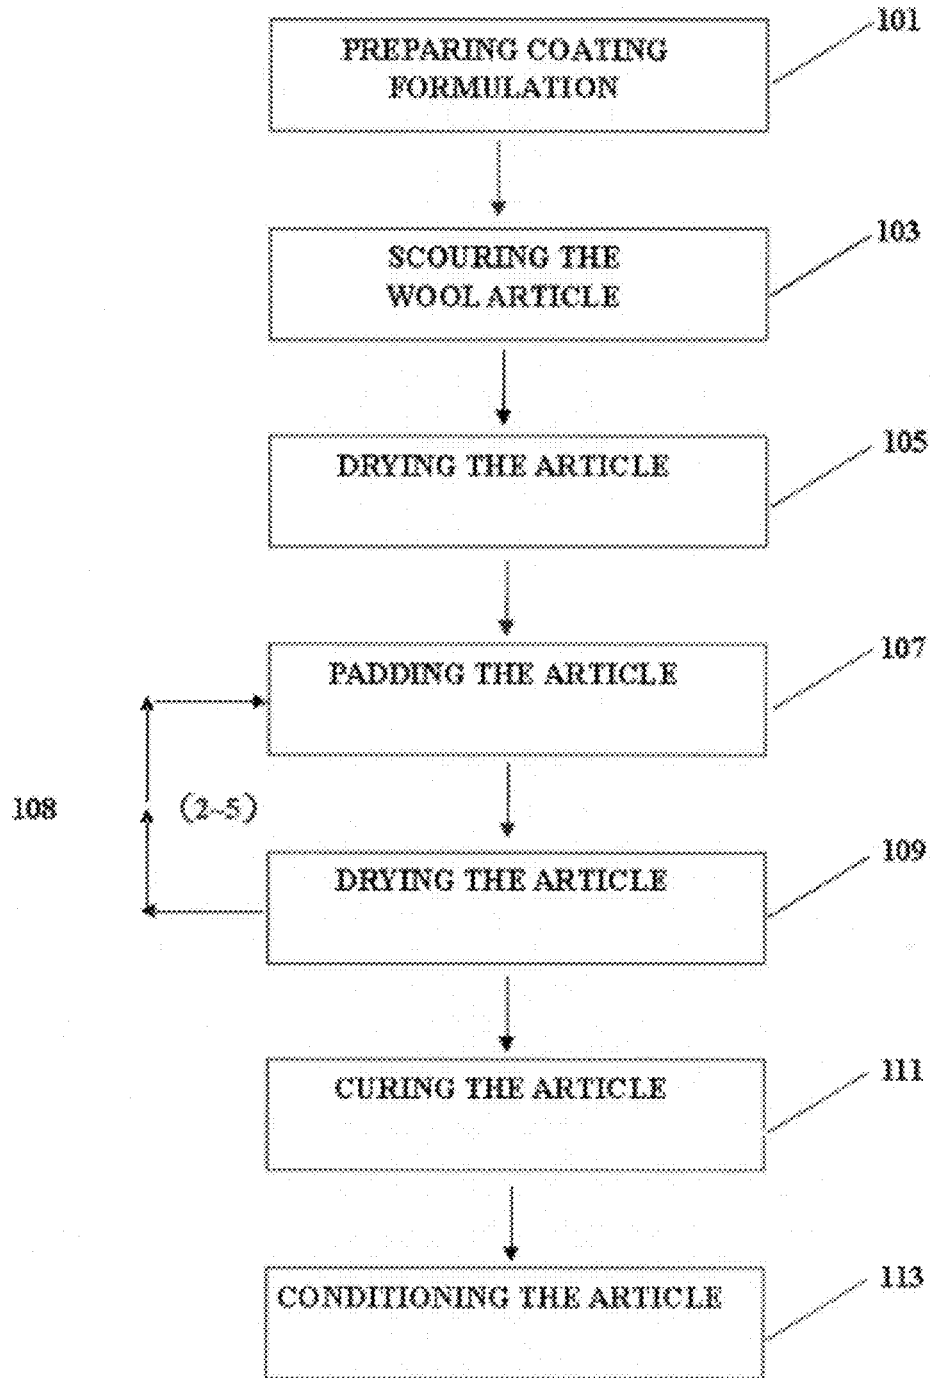 101
PREPARING COATING
FORMULATION
103
SCOURING THE
WOOL ARTICLE
105
DRYING THE ARTICLE
107
PADDING THE ARTICLE
108
(2-5)
109
DRYING THE ARTICLE
111
CURING THE ARTICLE
113
CONDITIONING THE ARTICLE